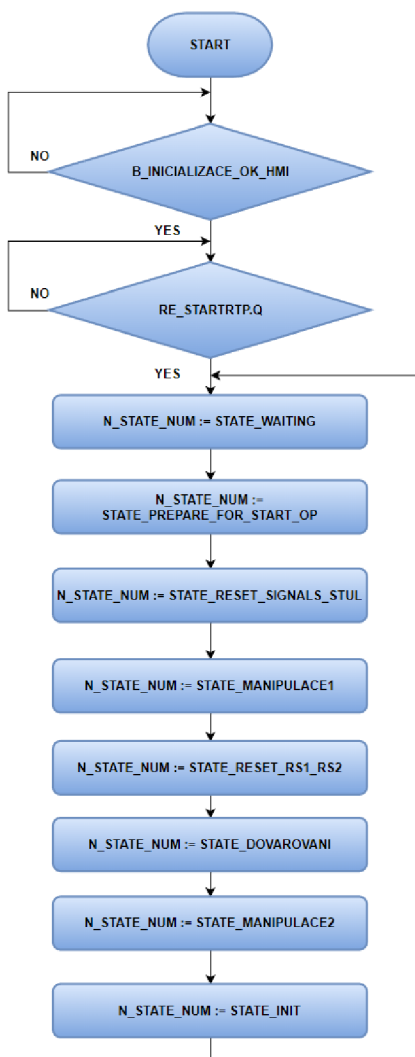 START
NO
B_INICIALIZACE_OK_HMI
YES
NO
RE_STARTRTP.Q
YES
N_STATE_NUM := STATE_WAITING
N_STATE_NUM :=
STATE_PREPARE_FOR_START_OP
N_STATE_NUM := STATE_RESET_SIGNALS_STUL
N_STATE_NUM := STATE_MANIPULACE1
N_STATE_NUM := STATE_RESET_RS1_RS2
N_STATE_NUM := STATE_DOVAROVANI
N_STATE_NUM := STATE_MANIPULACE2
N_STATE_NUM := STATE_INIT